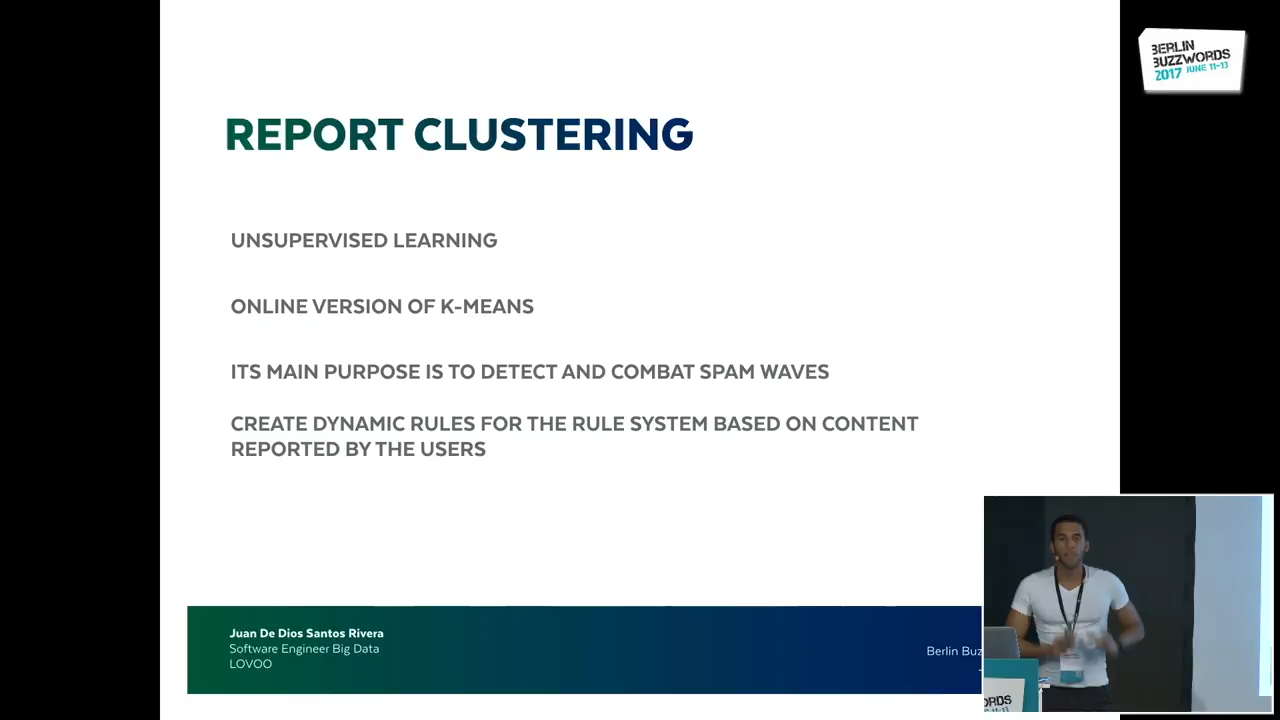 BERLIN
BUZZWORDS
2017 JUNE 11-13
REPORT CLUSTERING
UNSUPERVISED LEARNING
ONLINE VERSION OF K-MEANS
ITS MAIN PURPOSE IS TO DETECT AND COMBAT SPAM WAVES
CREATE DYNAMIC RULES FOR THE RULE SYSTEM BASED ON CONTENT
REPORTED BY THE USERS
Juan De Dios Santos Rivera
Software Engineer Big Data
LOVOO
Berlin Buz
ORDS